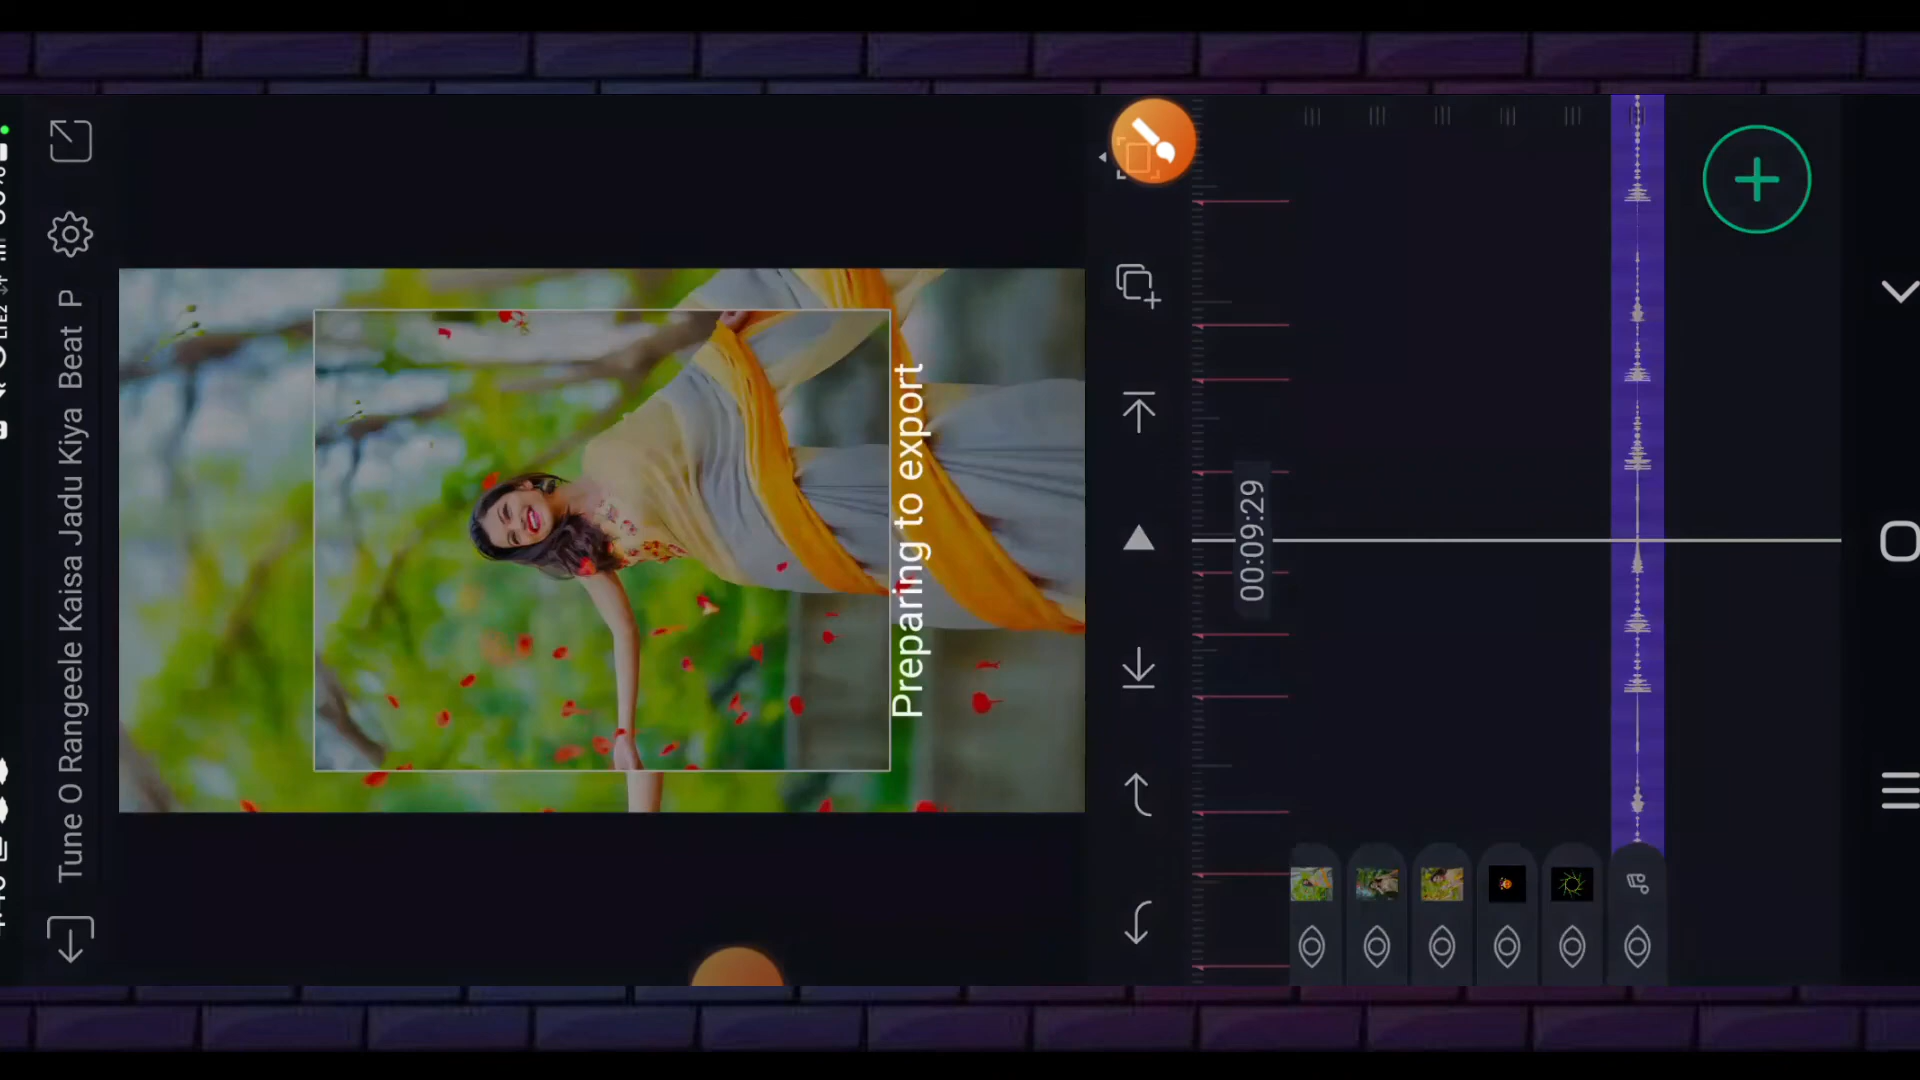 Tune O Rangeele Kaisa Jadu Kiya Beat P
Preparing to export
00:09:29